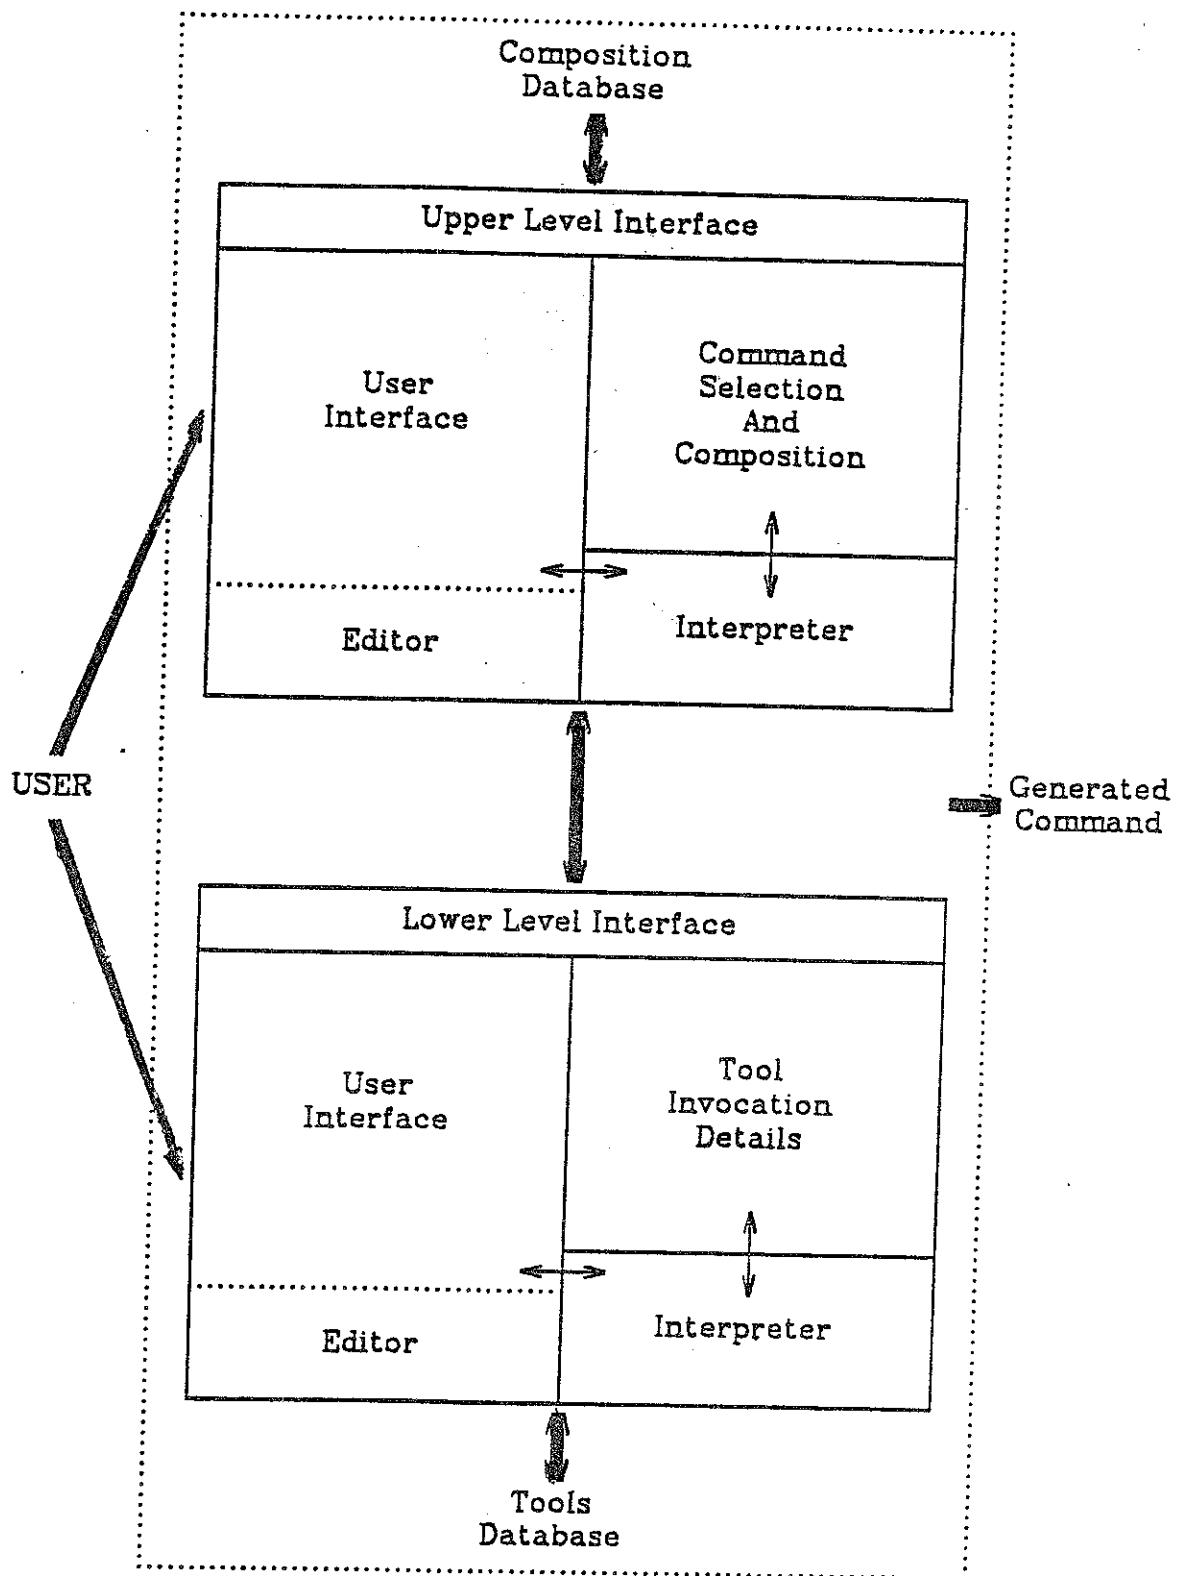 Composition
Database
Upper Level Interface
User
Interface
Command
Selection
And
Composition
Editor
Interpreter
USER
Generated
Command
Lower Level Interface
User
Interface
Tool
Invocation
Details
Editor
Interpreter
Tools
Database